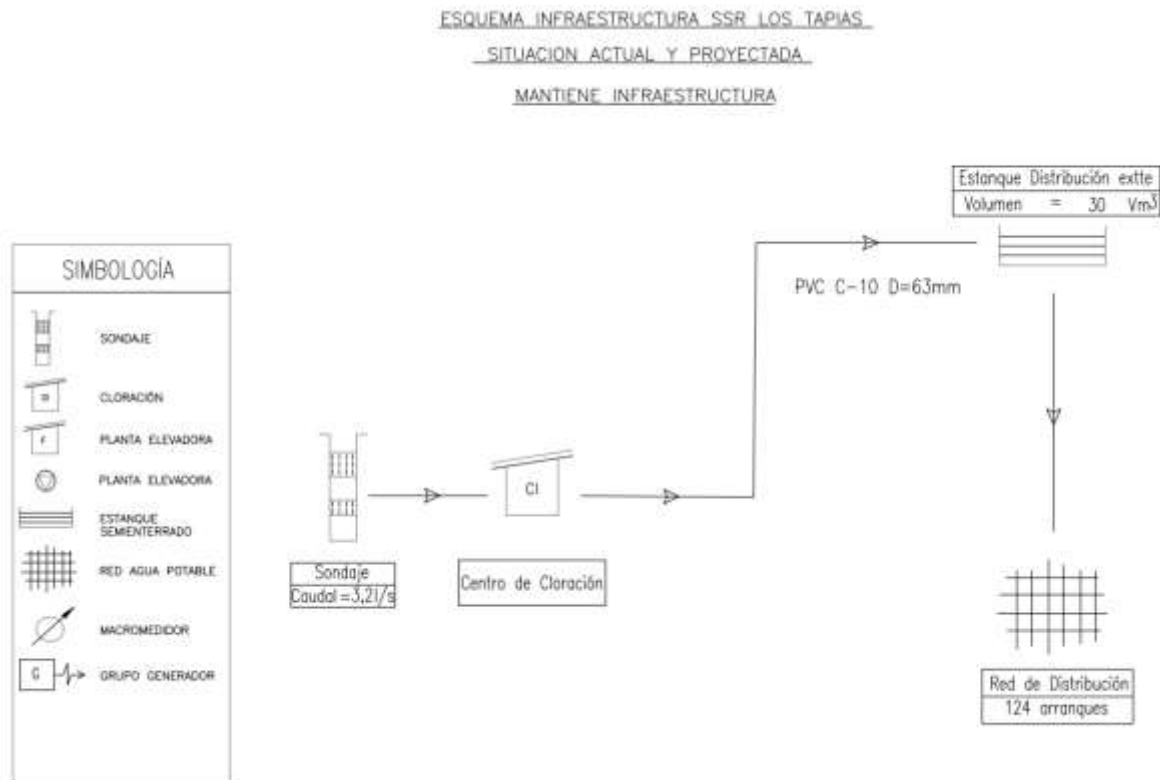 ESQUEMA INFRAESTRUCTURA SSR LOS TAPIAS
SITUACION ACTUAL Y PROYECTADA
MANTIENE INFRAESTRUCTURA
Estanque Distribución extte
Volumen = 30 Vm3
PVC C-10 D=63mm
SIMBOLOGÍA
SONDAJE
CLORACIÓN
F
PLANTA ELEVADORA
PLANTA ELEVADORA
ESTANQUE
SEMIENTERRADO
RED AGUA POTABLE
MACROMEDIDOR
G
GRUPO GENERADOR
Cl
Sondaje
Caudal=3,2l/s
Centro de Cloración
Red de Distribución
124 arranques